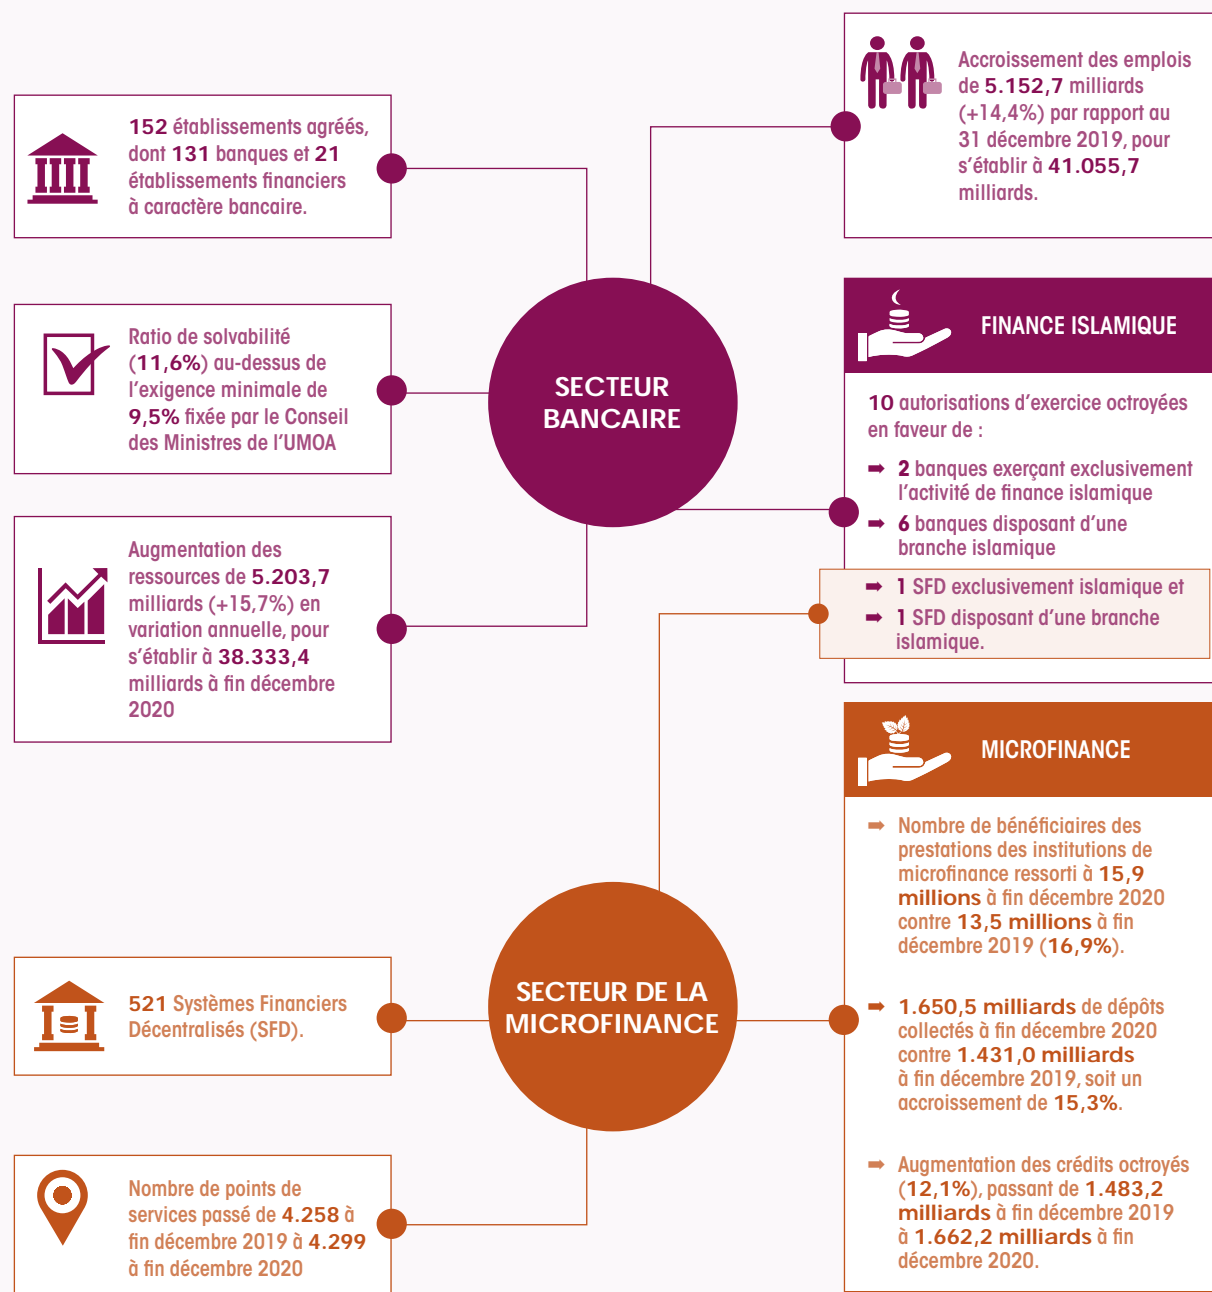 152 établissements agréés,
dont 131 banques et 21
établissements financiers
à caractère bancaire.
Ratio de solvabilité
(11,6%) au-dessus de
l'exigence minimale de
9,5% fixée par le Conseil
des Ministres de l'UMOA
Augmentation des
ressources de 5.203,7
milliards (+15,7%) en
variation annuelle, pour
s'établir à 38.333,4
milliards à fin décembre
2020
SECTEUR
BANCAIRE
Accroissement des emplois
de 5.152,7 milliards
(+14,4%) par rapport au
31 décembre 2019, pour
s'établir à 41.055,7
milliards.
FINANCE ISLAMIQUE
10 autorisations d'exercice octroyées
en faveur de :
➡ 2 banques exerçant exclusivement
l'activité de finance islamique
➡ 6 banques disposant d'une
branche islamique
➡ 1 SFD exclusivement islamique et
➡ 1 SFD disposant d'une branche
islamique.
521 Systèmes Financiers
Décentralisés (SFD).
Nombre de points de
services passé de 4.258 à
fin décembre 2019 à 4.299
à fin décembre 2020
SECTEUR DE LA
MICROFINANCE
MICROFINANCE
➡ Nombre de bénéficiaires des
prestations des institutions de
microfinance ressorti à 15,9
millions à fin décembre 2020
contre 13,5 millions à fin
décembre 2019 (16,9%).
➡ 1.650,5 milliards de dépôts
collectés à fin décembre 2020
contre 1.431,0 milliards
à fin décembre 2019, soit un
accroissement de 15,3%.
➡ Augmentation des crédits octroyés
(12,1%), passant de 1.483,2
milliards à fin décembre 2019
à 1.662,2 milliards à fin
décembre 2020.